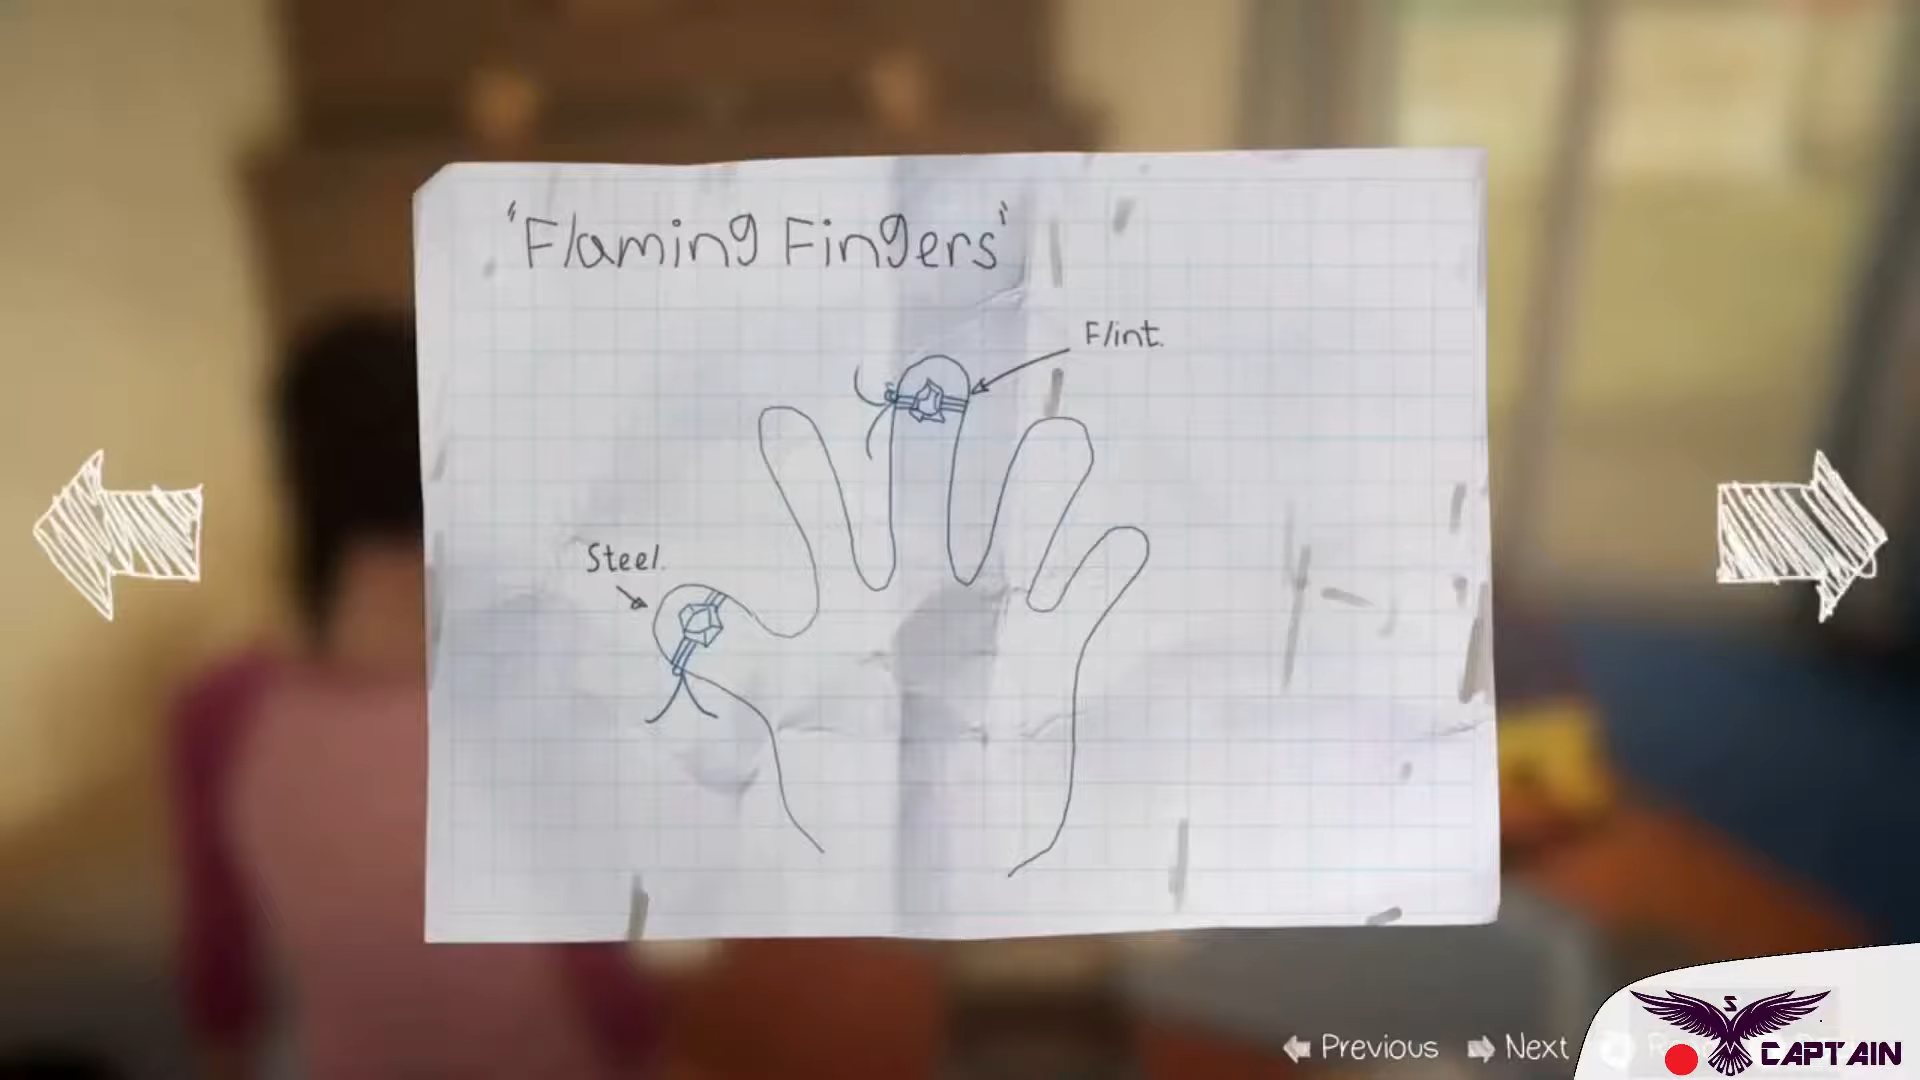 "Flaming Fingers"
Flint.
Steel.
Previous
Next
S
CAPTAIN